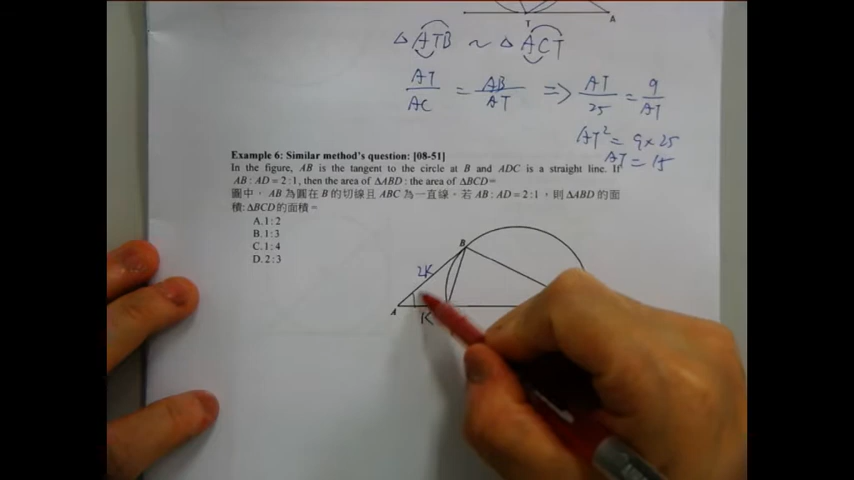 T
A
△ ATB ~ △ ACT
AT/AC = AB/AT => AT/25 = 9/AT
AT² = 9×25
AT = 15
Example 6: Similar method's question: [08-51]
In the figure, AB is the tangent to the circle at B and ADC is a straight line. If
AB : AD = 2 : 1, then the area of ΔABD : the area of ΔBCD =
圖中， AB 為圓在 B 的切線且 ABC 為一直線。若 AB : AD = 2 : 1 ，則 ΔABD 的面
積: ΔBCD 的面積 =
A. 1 : 2
B. 1 : 3
C. 1 : 4
D. 2 : 3
B
2K
A
K